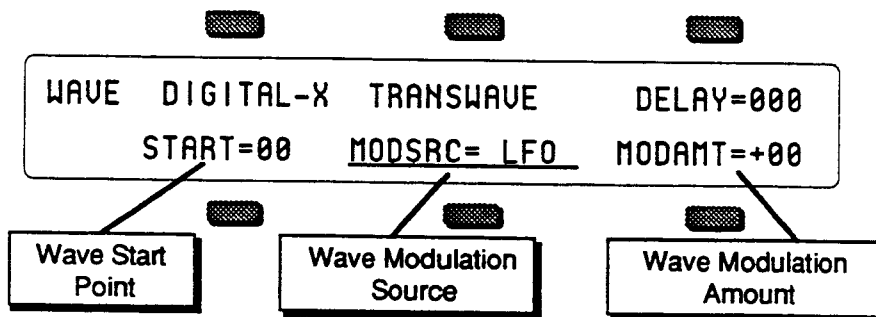 WAVE DIGITAL-X TRANSWAVE DELAY=000
START=00 MODSRC= LFO MODAMT=+00
Wave Start
Point
Wave Modulation
Source
Wave Modulation
Amount